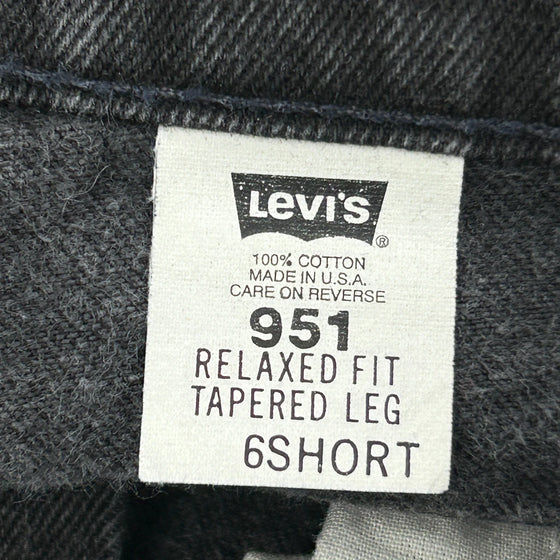 Levi's
®
100% COTTON
MADE IN U.S.A.
CARE ON REVERSE
951
RELAXED FIT
TAPERED LEG
6SHORT